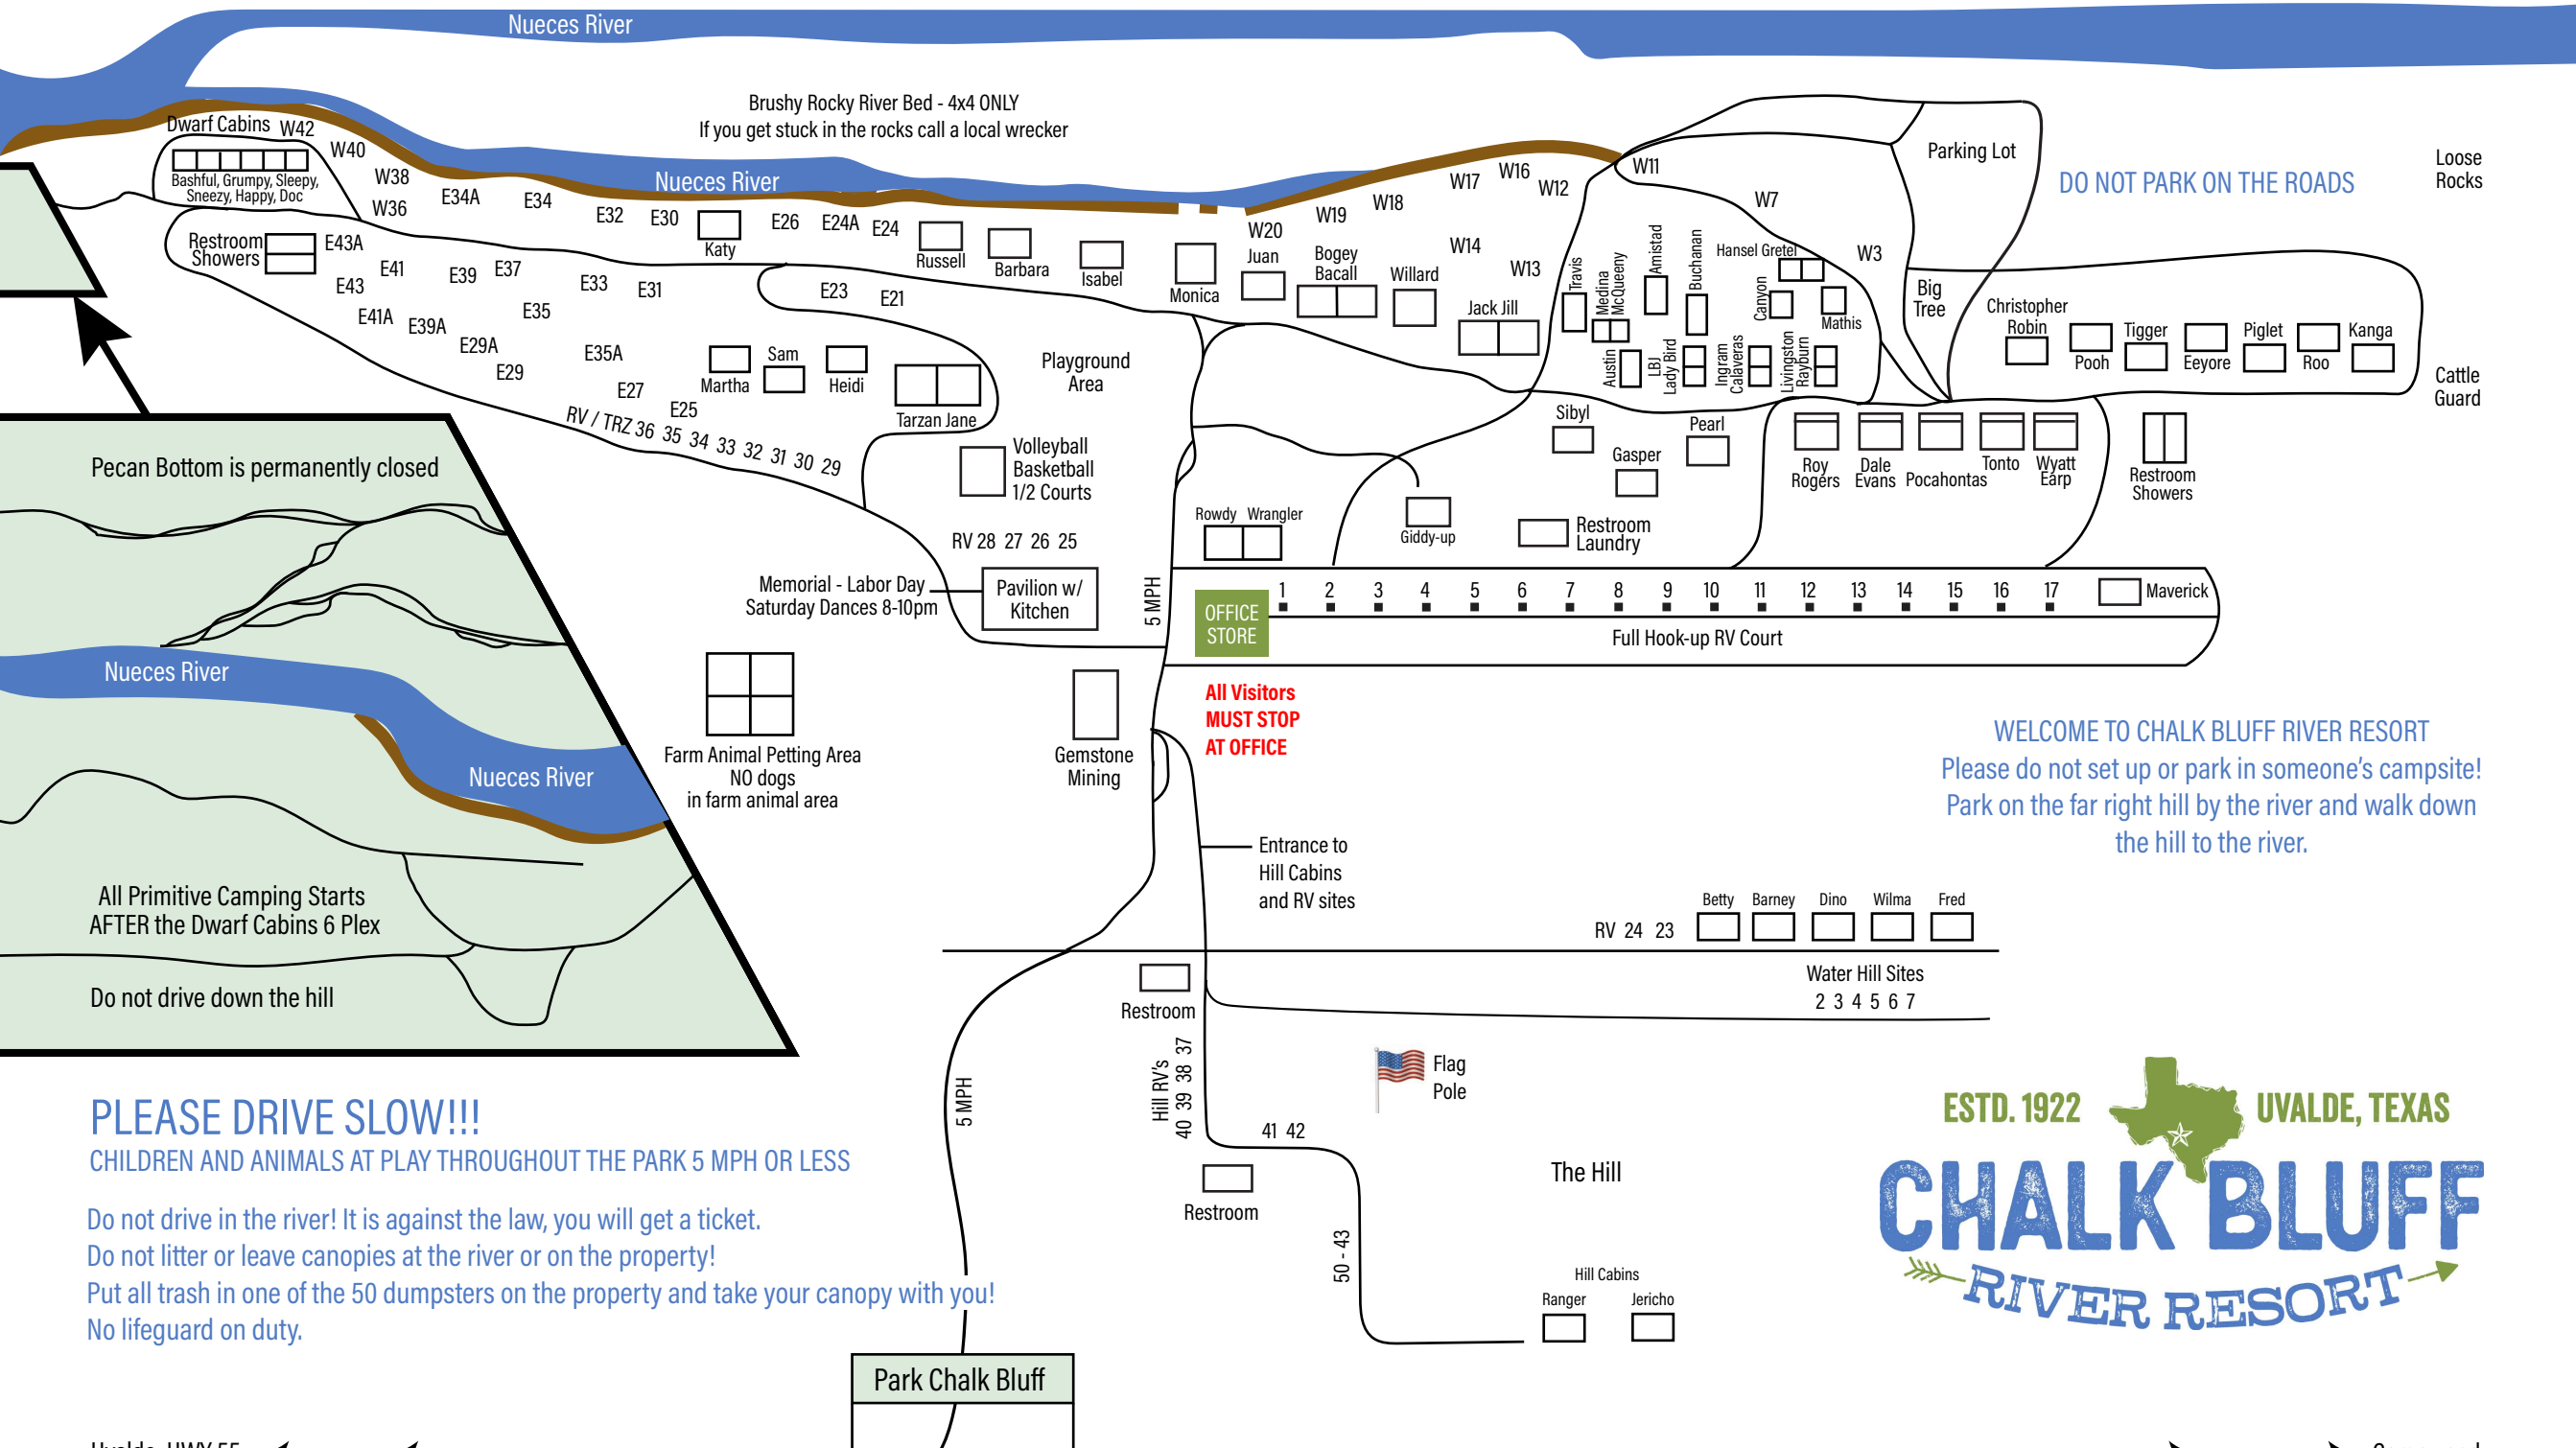 Nueces River
Brushy Rocky River Bed - 4x4 ONLY
If you get stuck in the rocks call a local wrecker
Nueces River
Dwarf Cabins
Bashful, Grumpy, Sleepy,
Sneezy, Happy, Doc
W42
W40
W38
W36
E34A
E34
E32
E30
Katy
E26
E24A
E24
Russell
Barbara
Isabel
Monica
W20
Juan
W19
Bogey
Bacall
W18
Willard
W17
W16
W12
W14
W13
Jack Jill
W11
W7
W3
Parking Lot
DO NOT PARK ON THE ROADS
Loose
Rocks
Restroom
Showers
E43A
E43
E41
E41A
E39
E39A
E37
E35
E33
E31
E29A
E29
E35A
E27
E25
E23
E21
Martha
Sam
Heidi
Tarzan Jane
Playground
Area
Travis
Medina
McQueeny
Amistad
Buchanan
Hansel Gretel
Canyon
Mathis
Austin
LBJ
Lady Bird
Ingram
Calaveras
Livingston
Rayburn
Big
Tree
Christopher
Robin
Pooh
Tigger
Eeyore
Piglet
Roo
Kanga
Cattle
Guard
RV / TRZ 36 35 34 33 32 31 30 29
Volleyball
Basketball
1/2 Courts
RV 28 27 26 25
Sibyl
Gasper
Pearl
Roy
Rogers
Dale
Evans
Pocahontas
Tonto
Wyatt
Earp
Restroom
Showers
Rowdy Wrangler
Giddy-up
Restroom
Laundry
Memorial - Labor Day
Saturday Dances 8-10pm
Pavilion w/
Kitchen
5 MPH
OFFICE
STORE
1 2 3 4 5 6 7 8 9 10 11 12 13 14 15 16 17
Maverick
Full Hook-up RV Court
All Visitors
MUST STOP
AT OFFICE
Farm Animal Petting Area
NO dogs
in farm animal area
Gemstone
Mining
Entrance to
Hill Cabins
and RV sites
WELCOME TO CHALK BLUFF RIVER RESORT
Please do not set up or park in someone's campsite!
Park on the far right hill by the river and walk down
the hill to the river.
Pecan Bottom is permanently closed
Nueces River
Nueces River
All Primitive Camping Starts
AFTER the Dwarf Cabins 6 Plex
Do not drive down the hill
RV 24 23
Betty
Barney
Dino
Wilma
Fred
Water Hill Sites
2 3 4 5 6 7
Restroom
Hill RV's
40 39 38 37
Flag
Pole
5 MPH
41 42
The Hill
Restroom
50 - 43
Hill Cabins
Ranger
Jericho
PLEASE DRIVE SLOW!!!
CHILDREN AND ANIMALS AT PLAY THROUGHOUT THE PARK 5 MPH OR LESS
Do not drive in the river! It is against the law, you will get a ticket.
Do not litter or leave canopies at the river or on the property!
Put all trash in one of the 50 dumpsters on the property and take your canopy with you!
No lifeguard on duty.
ESTD. 1922 UVALDE, TEXAS
CHALK BLUFF
RIVER RESORT
Park Chalk Bluff
Uvalde HWY 55